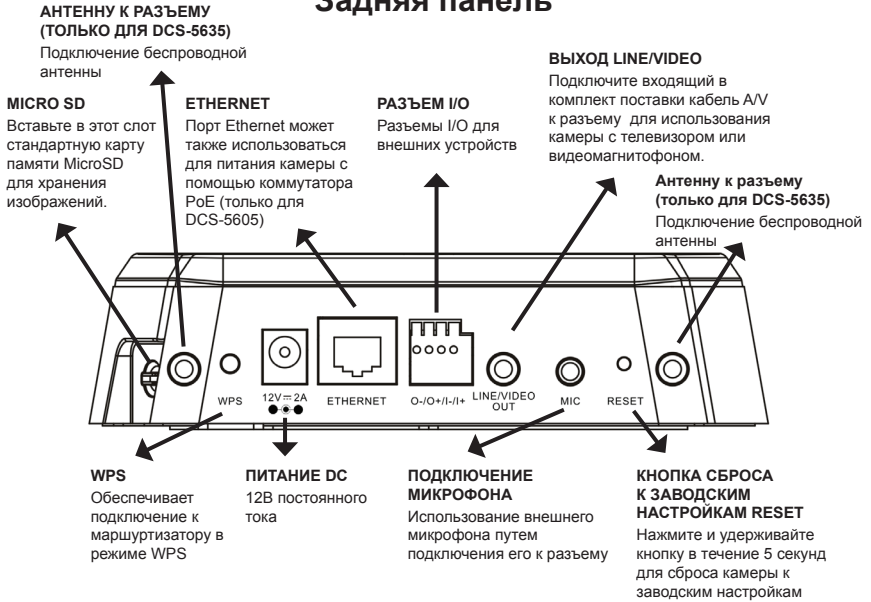 Задняя панель
АНТЕННУ К РАЗЪЕМУ
(ТОЛЬКО ДЛЯ DCS-5635)
Подключение беспроводной
антенны
MICRO SD
Вставьте в этот слот
стандартную карту
памяти MicroSD
для хранения
изображений.
ETHERNET
Порт Ethernet может
также использоваться
для питания камеры с
помощью коммутатора
PoE (только для
DCS-5605)
РАЗЪЕМ I/O
Разъемы I/O для
внешних устройств
ВЫХОД LINE/VIDEO
Подключите входящий в
комплект поставки кабель A/V
к разъему для использования
камеры с телевизором или
видеомагнитофоном.
Антенну к разъему
(только для DCS-5635)
Подключение беспроводной
антенны
WPS
12V⎓2A
ETHERNET
O-/O+/I-/I+
LINE/VIDEO
OUT
MIC
RESET
WPS
Обеспечивает
подключение к
маршуртизатору в
режиме WPS
ПИТАНИЕ DC
12В постоянного
тока
ПОДКЛЮЧЕНИЕ
МИКРОФОНА
Использование внешнего
микрофона путем
подключения его к разъему
КНОПКА СБРОСА
К ЗАВОДСКИМ
НАСТРОЙКАМ RESET
Нажмите и удерживайте
кнопку в течение 5 секунд
для сброса камеры к
заводским настройкам